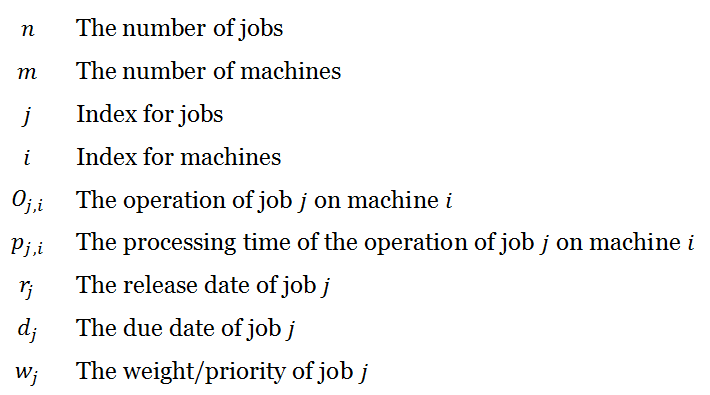 n The number of jobs
m The number of machines
j Index for jobs
i Index for machines
O_{j,i} The operation of job j on machine i
p_{j,i} The processing time of the operation of job j on machine i
r_j The release date of job j
d_j The due date of job j
w_j The weight/priority of job j